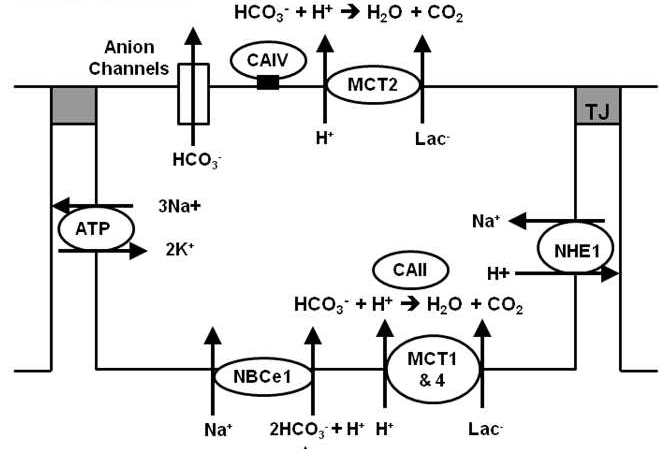 HCO₃⁻ + H⁺ → H₂O + CO₂
Anion
Channels
CAIV
MCT2
TJ
HCO₃⁻
H⁺
Lac⁻
3Na+
ATP
2K⁺
Na⁺
NHE1
H+
CAII
HCO₃⁻ + H⁺ → H₂O + CO₂
NBCe1
MCT1
& 4
Na⁺
2HCO₃⁻ + H⁺
H⁺
Lac⁻